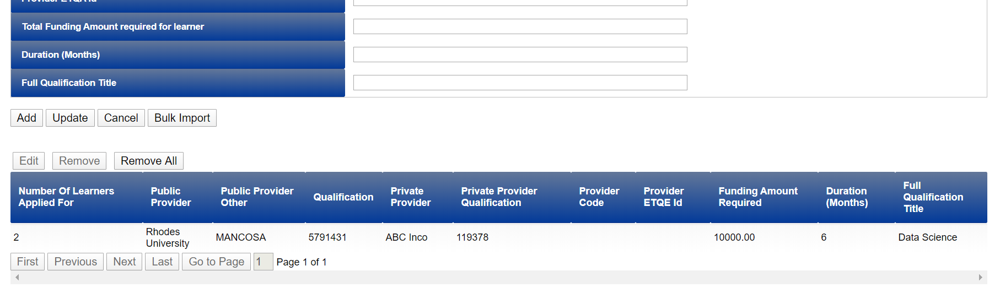 Provider ETQA Id
Total Funding Amount required for learner
Duration (Months)
Full Qualification Title
Add Update Cancel Bulk Import
Edit Remove Remove All
Number Of Learners Applied For Public Provider Public Provider Other Qualification Private Provider Private Provider Qualification Provider Code Provider ETQE Id Funding Amount Required Duration (Months) Full Qualification Title
2 Rhodes University MANCOSA 5791431 ABC Inco 119378 10000.00 6 Data Science
First Previous Next Last Go to Page 1 Page 1 of 1